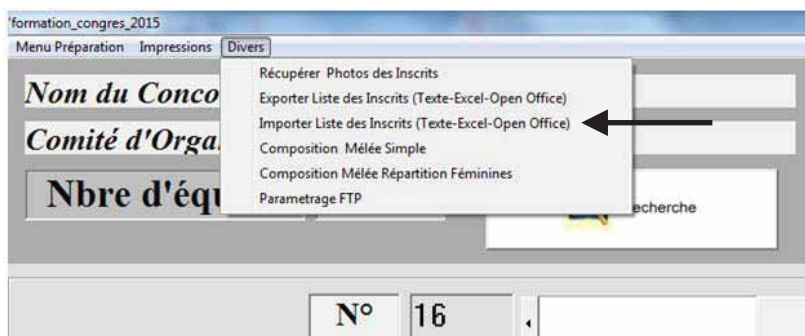 'formation_congres_2015
Menu Préparation Impressions Divers
Récupérer Photos des Inscrits
Nom du Conco
Exporter Liste des Inscrits (Texte-Excel-Open Office)
Importer Liste des Inscrits (Texte-Excel-Open Office)
Comité d'Orga
Composition Mélée Simple
Composition Mélée Répartition Féminines
Nbre d'équ
Parametrage FTP
echerche
N° 16